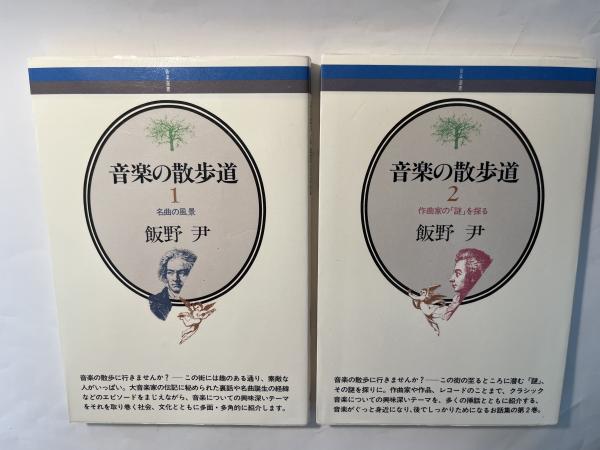 音楽選書
音楽の散歩道
1
名曲の風景
飯野 尹
音楽の散歩に行きませんか?──この街には趣のある通り、素敵な
人がいっぱい。大音楽家の伝記に秘められた裏話や名曲誕生の経緯
などのエピソードをまじえながら、音楽についての興味深いテーマ
をそれを取り巻く社会、文化とともに多面・多角的に紹介します。
音楽選書
音楽の散歩道
2
作曲家の「謎」を探る
飯野 尹
音楽の散歩に行きませんか?──この街の至るところに潜む「謎」、
その謎を探りに。作曲家や作品、レコードのことまで、クラシック
音楽についての興味深いテーマを、多くの挿話とともに紹介する、
音楽がぐっと身近になり、後でしっかりためになるお話集の第2巻。